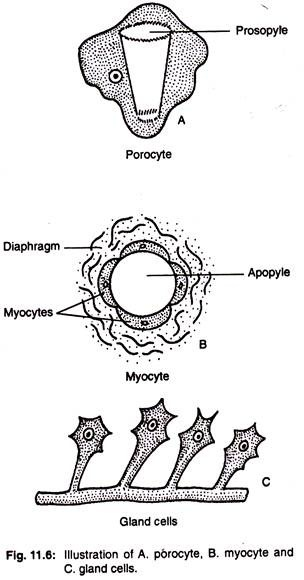 Prosopyle
A
Porocyte
Diaphragm
Apopyle
Myocytes
B
Myocyte
C
Gland cells
Fig. 11.6: Illustration of A. porocyte, B. myocyte and
C. gland cells.